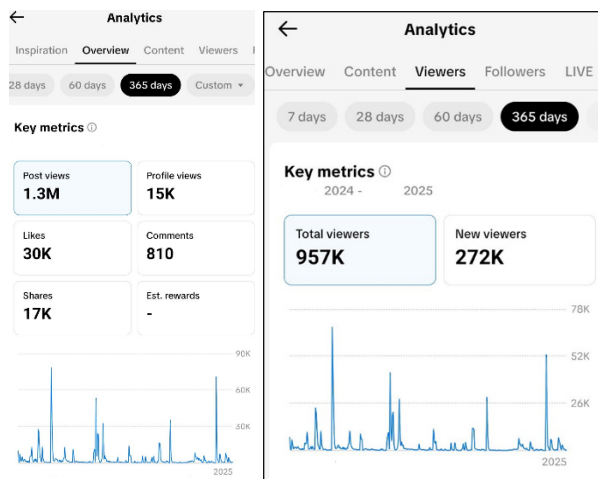 Analytics
Inspiration Overview Content Viewers
28 days 60 days 365 days Custom
Key metrics
Post views Profile views
1.3M 15K
Likes Comments
30K 810
Shares Est. rewards
17K -
90K
60K
30K
2025
Analytics
Overview Content Viewers Followers LIVE
7 days 28 days 60 days 365 days
Key metrics
2024 - 2025
Total viewers New viewers
957K 272K
78K
52K
26K
2025